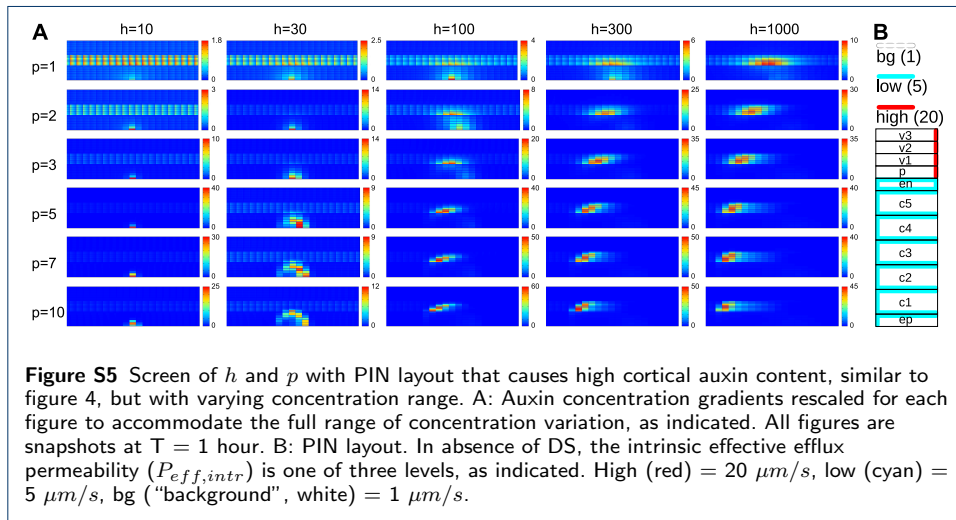 A h=10 h=30 h=100 h=300 h=1000 B
p=1 1.8 0 2.5 0 4 0 6 0 10 0
p=2 3 0 30 0 8 0 14 0 30 0
p=3 10 0 14 0 14 0 30 0 40 0
p=5 40 0 9 0 40 0 45 0 40 0
p=7 40 0 9 0 50 0 50 0 35 0
p=10 25 0 12 0 60 0 45 0 45 0
bg (1)
low (5)
high (20)
v3
v2
v1
p
en
c5
c4
c3
c2
c1
ep
Figure S5 Screen of h and p with PIN layout that causes high cortical auxin content, similar to
figure 4, but with varying concentration range. A: Auxin concentration gradients rescaled for each
figure to accommodate the full range of concentration variation, as indicated. All figures are
snapshots at T = 1 hour. B: PIN layout. In absence of DS, the intrinsic effective efflux
permeability (P_{eff,intr}) is one of three levels, as indicated. High (red) = 20 μm/s, low (cyan) =
5 μm/s, bg (“background”, white) = 1 μm/s.